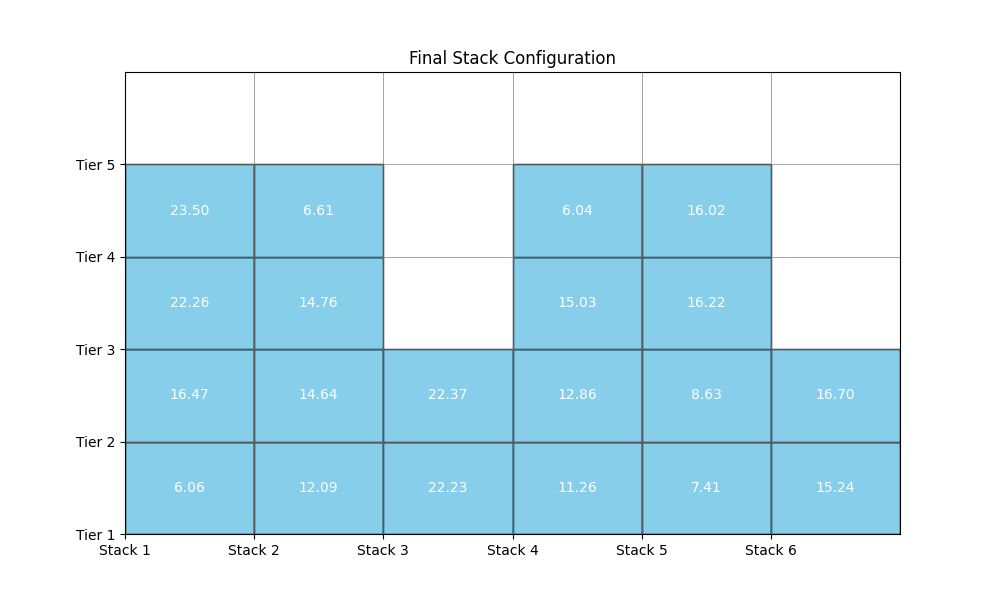 Final Stack Configuration
Tier 5
23.50 6.61 6.04 16.02
Tier 4
22.26 14.76 15.03 16.22
Tier 3
16.47 14.64 22.37 12.86 8.63 16.70
Tier 2
6.06 12.09 22.23 11.26 7.41 15.24
Tier 1
Stack 1 Stack 2 Stack 3 Stack 4 Stack 5 Stack 6